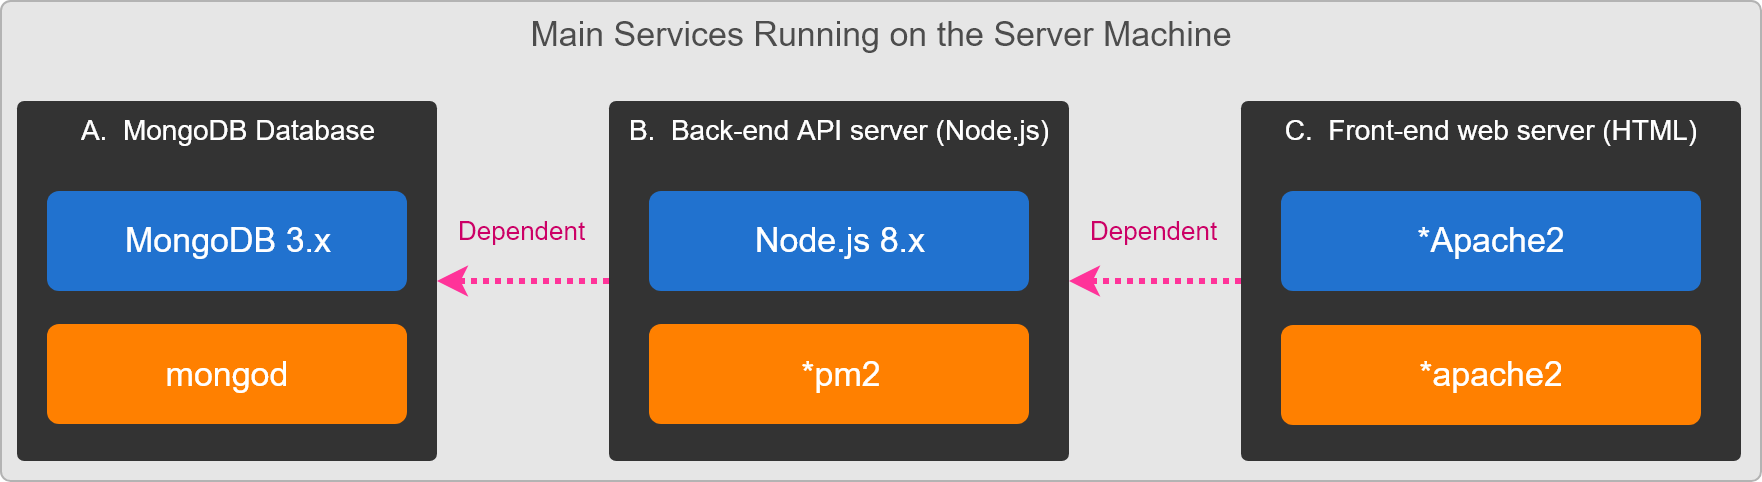 Main Services Running on the Server Machine
A. MongoDB Database
MongoDB 3.x
mongod
Dependent
B. Back-end API server (Node.js)
Node.js 8.x
*pm2
Dependent
C. Front-end web server (HTML)
*Apache2
*apache2